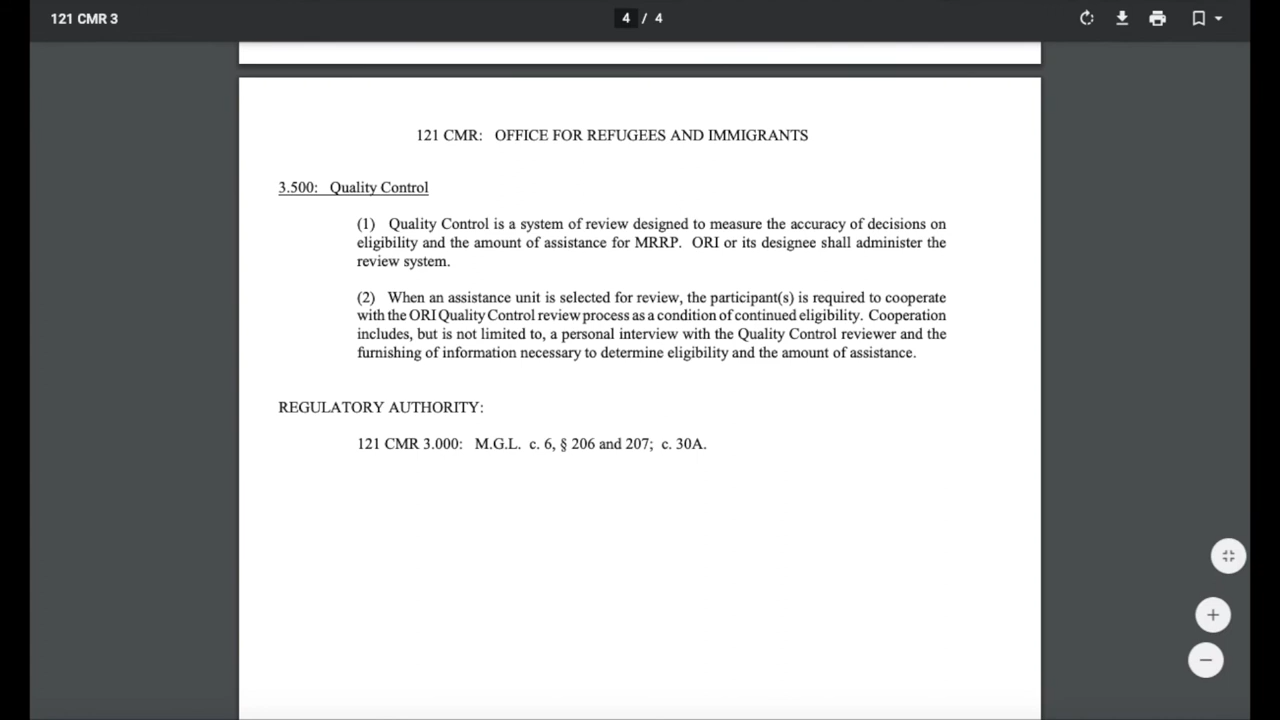 121 CMR 3
4 / 4
121 CMR: OFFICE FOR REFUGEES AND IMMIGRANTS
3.500: Quality Control
(1) Quality Control is a system of review designed to measure the accuracy of decisions on
eligibility and the amount of assistance for MRRP. ORI or its designee shall administer the
review system.
(2) When an assistance unit is selected for review, the participant(s) is required to cooperate
with the ORI Quality Control review process as a condition of continued eligibility. Cooperation
includes, but is not limited to, a personal interview with the Quality Control reviewer and the
furnishing of information necessary to determine eligibility and the amount of assistance.
REGULATORY AUTHORITY:
121 CMR 3.000: M.G.L. c. 6, § 206 and 207; c. 30A.